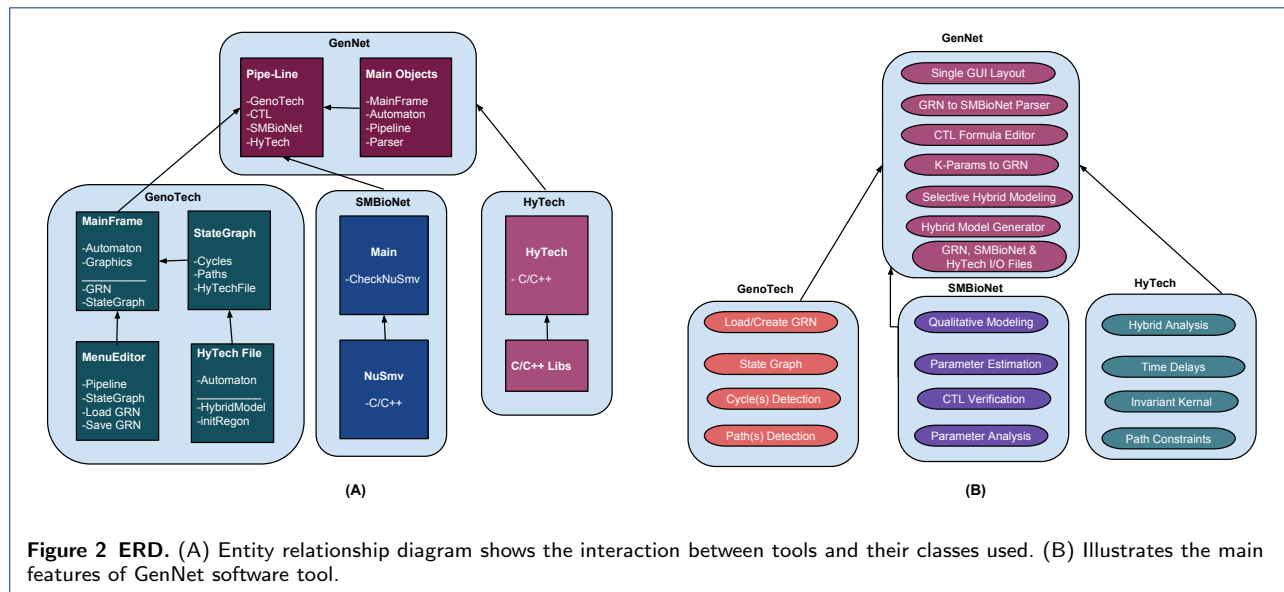 GenNet
Pipe-Line
-GenoTech
-CTL
-SMBioNet
-HyTech
Main Objects
-MainFrame
-Automaton
-Pipeline
-Parser
GenoTech
MainFrame
-Automaton
-Graphics
-GRN
-StateGraph
StateGraph
-Cycles
-Paths
-HyTechFile
MenuEditor
-Pipeline
-StateGraph
-Load GRN
-Save GRN
HyTech File
-Automaton
-HybridModel
-initRegon
SMBioNet
Main
-CheckNuSmv
NuSmv
-C/C++
HyTech
HyTech
- C/C++
C/C++ Libs
(A)
GenNet
Single GUI Layout
GRN to SMBioNet Parser
CTL Formula Editor
K-Params to GRN
Selective Hybrid Modeling
Hybrid Model Generator
GRN, SMBioNet &
HyTech I/O Files
GenoTech
Load/Create GRN
State Graph
Cycle(s) Detection
Path(s) Detection
SMBioNet
Qualitative Modeling
Parameter Estimation
CTL Verification
Parameter Analysis
HyTech
Hybrid Analysis
Time Delays
Invariant Kernal
Path Constraints
(B)
Figure 2 ERD. (A) Entity relationship diagram shows the interaction between tools and their classes used. (B) Illustrates the main
features of GenNet software tool.